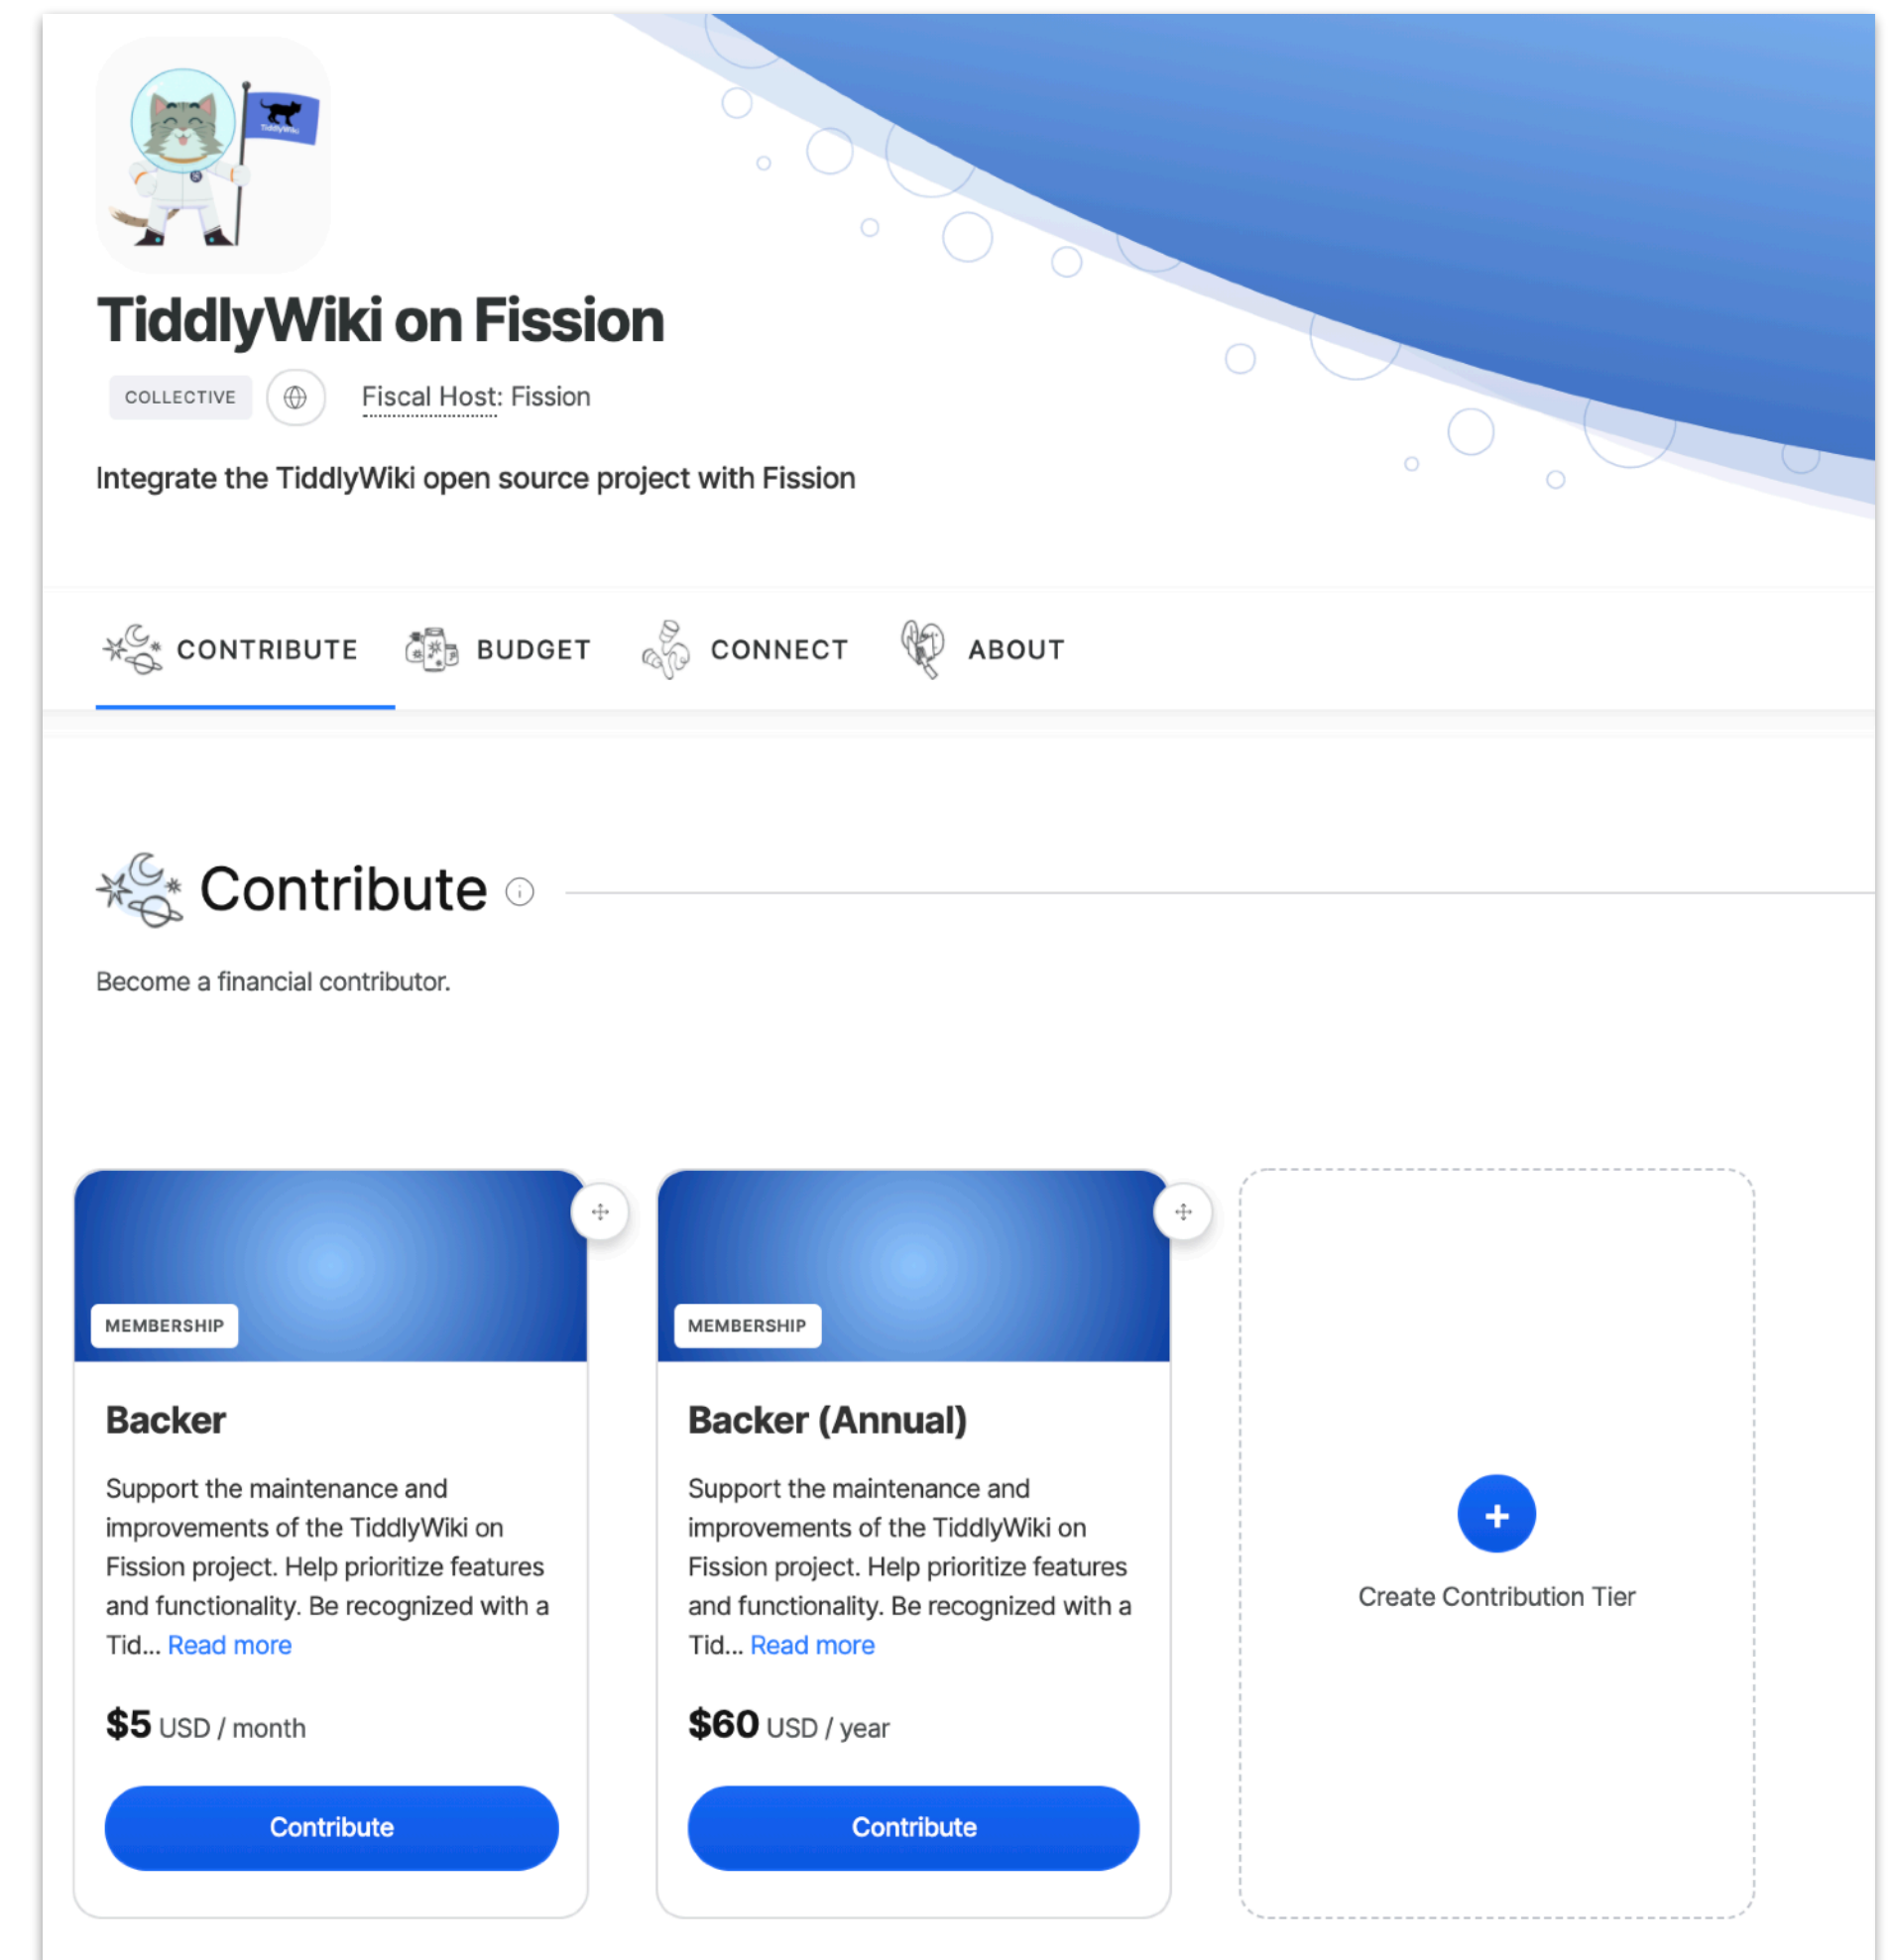 TiddlyWiki
TiddlyWiki on Fission
COLLECTIVE
Fiscal Host: Fission
Integrate the TiddlyWiki open source project with Fission
CONTRIBUTE
BUDGET
CONNECT
ABOUT
Contribute
Become a financial contributor.
MEMBERSHIP
Backer
Support the maintenance and
improvements of the TiddlyWiki on
Fission project. Help prioritize features
and functionality. Be recognized with a
Tid... Read more
$5 USD / month
Contribute
MEMBERSHIP
Backer (Annual)
Support the maintenance and
improvements of the TiddlyWiki on
Fission project. Help prioritize features
and functionality. Be recognized with a
Tid... Read more
$60 USD / year
Contribute
+
Create Contribution Tier